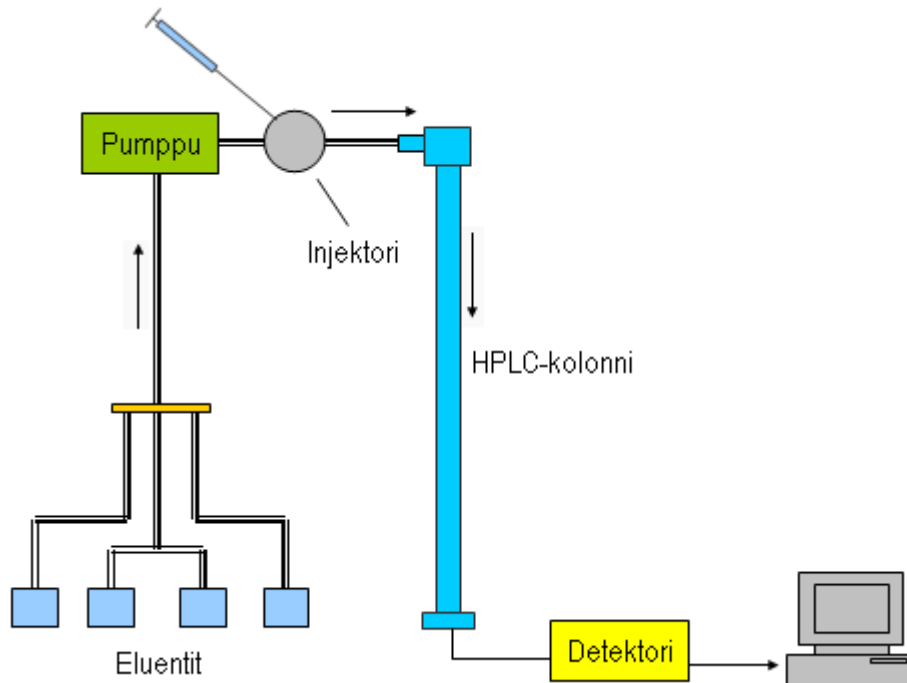 Pumppu
Injektori
HPLC-kolonni
Eluentit
Detektori